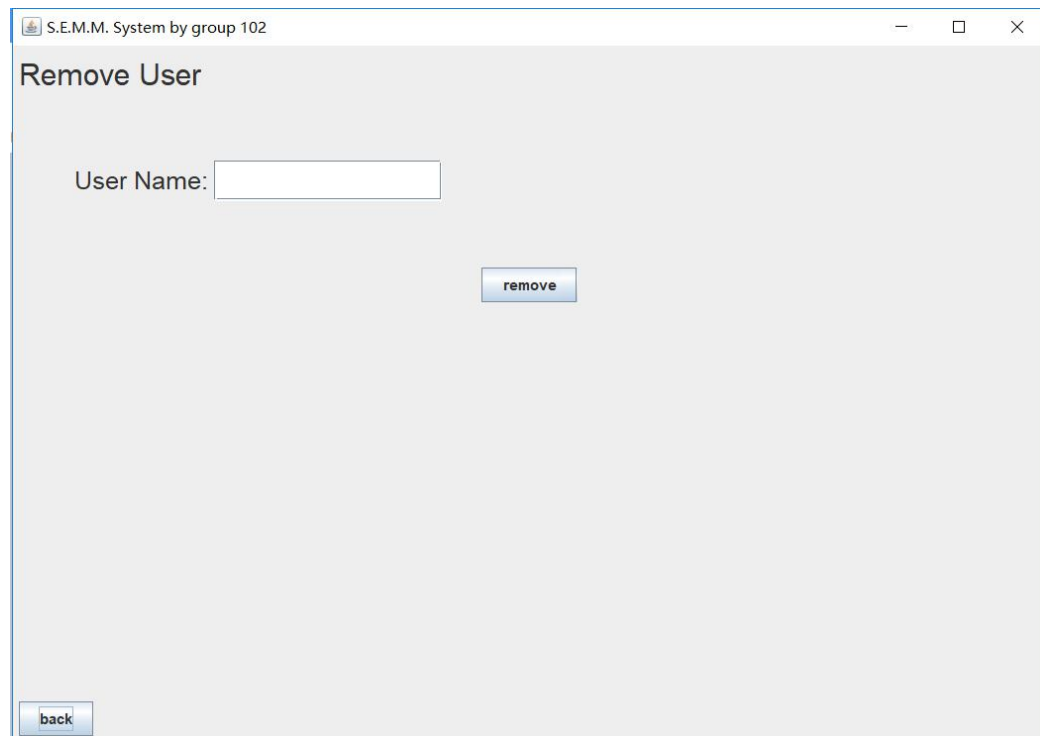 S.E.M.M. System by group 102
Remove User
User Name:
remove
back